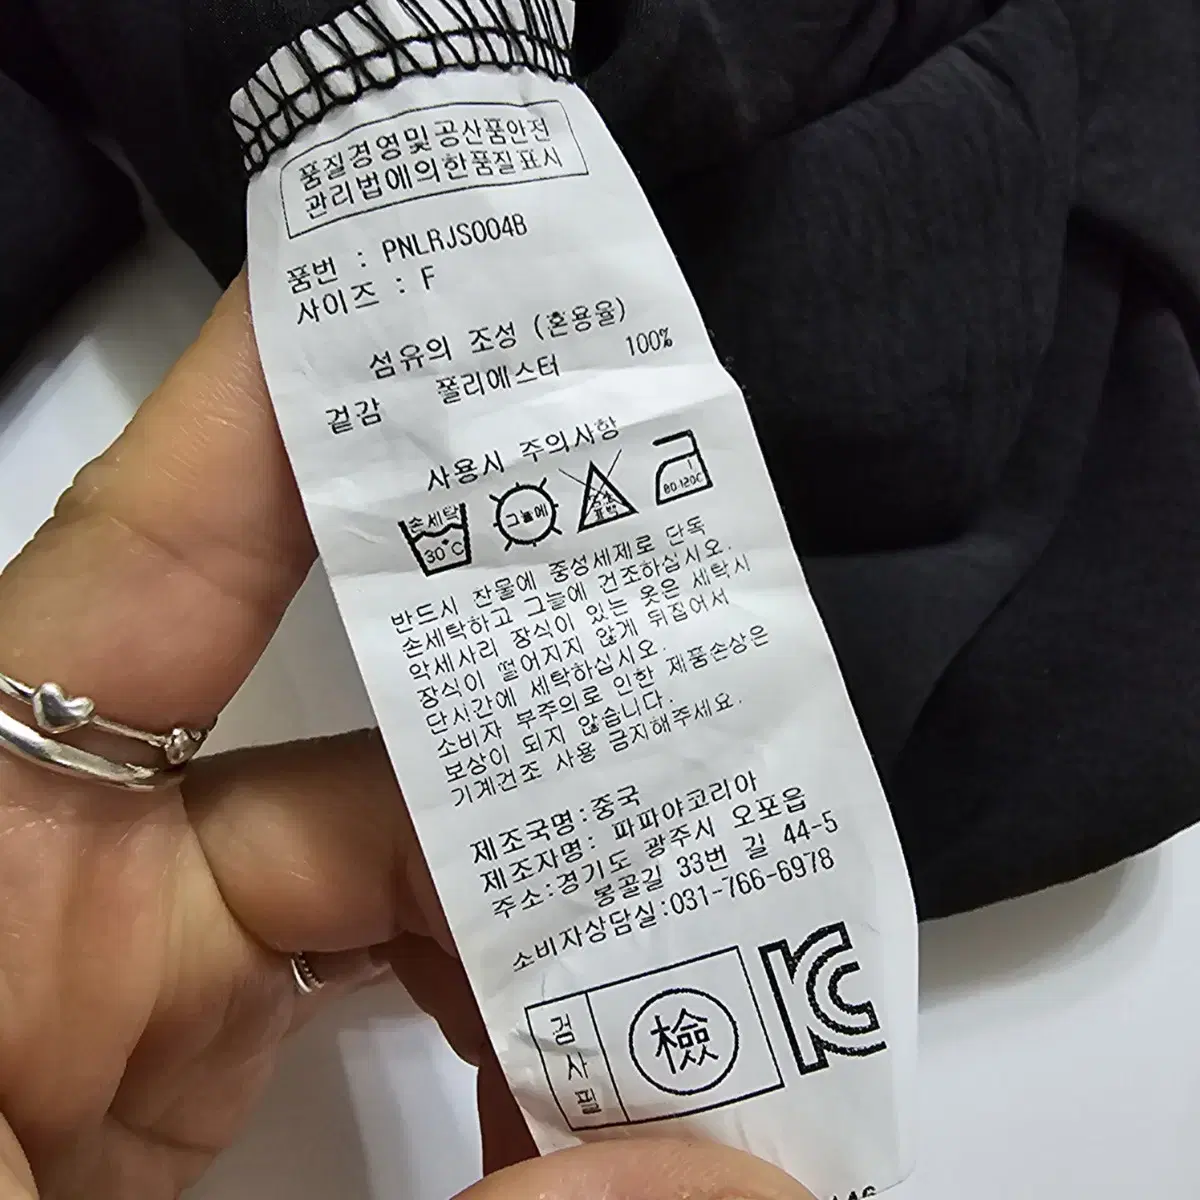 품질경영및공산품안전
관리법에의한품질표시
품번 : PNLRJS004B
사이즈 : F
섬유의 조성 (혼용율)
겉감 폴리에스터 100%
사용시 주의사항
손세탁
30°C
그늘에
염소
표백
80-120C
반드시 찬물에 중성세제로 단독
손세탁하고 그늘에 건조하십시오.
악세사리 장식이 있는 옷은 세탁시
장식이 떨어지지 않게 뒤집어서
단시간에 세탁하십시오.
소비자 부주의로 인한 제품손상은
보상이 되지 않습니다.
기계건조 사용 금지해주세요.
제조국명:중국
제조자명: 파파야코리아
주소:경기도 광주시 오포읍
봉골길 33번 길 44-5
소비자상담실:031-766-6978
검사필
檢
KC